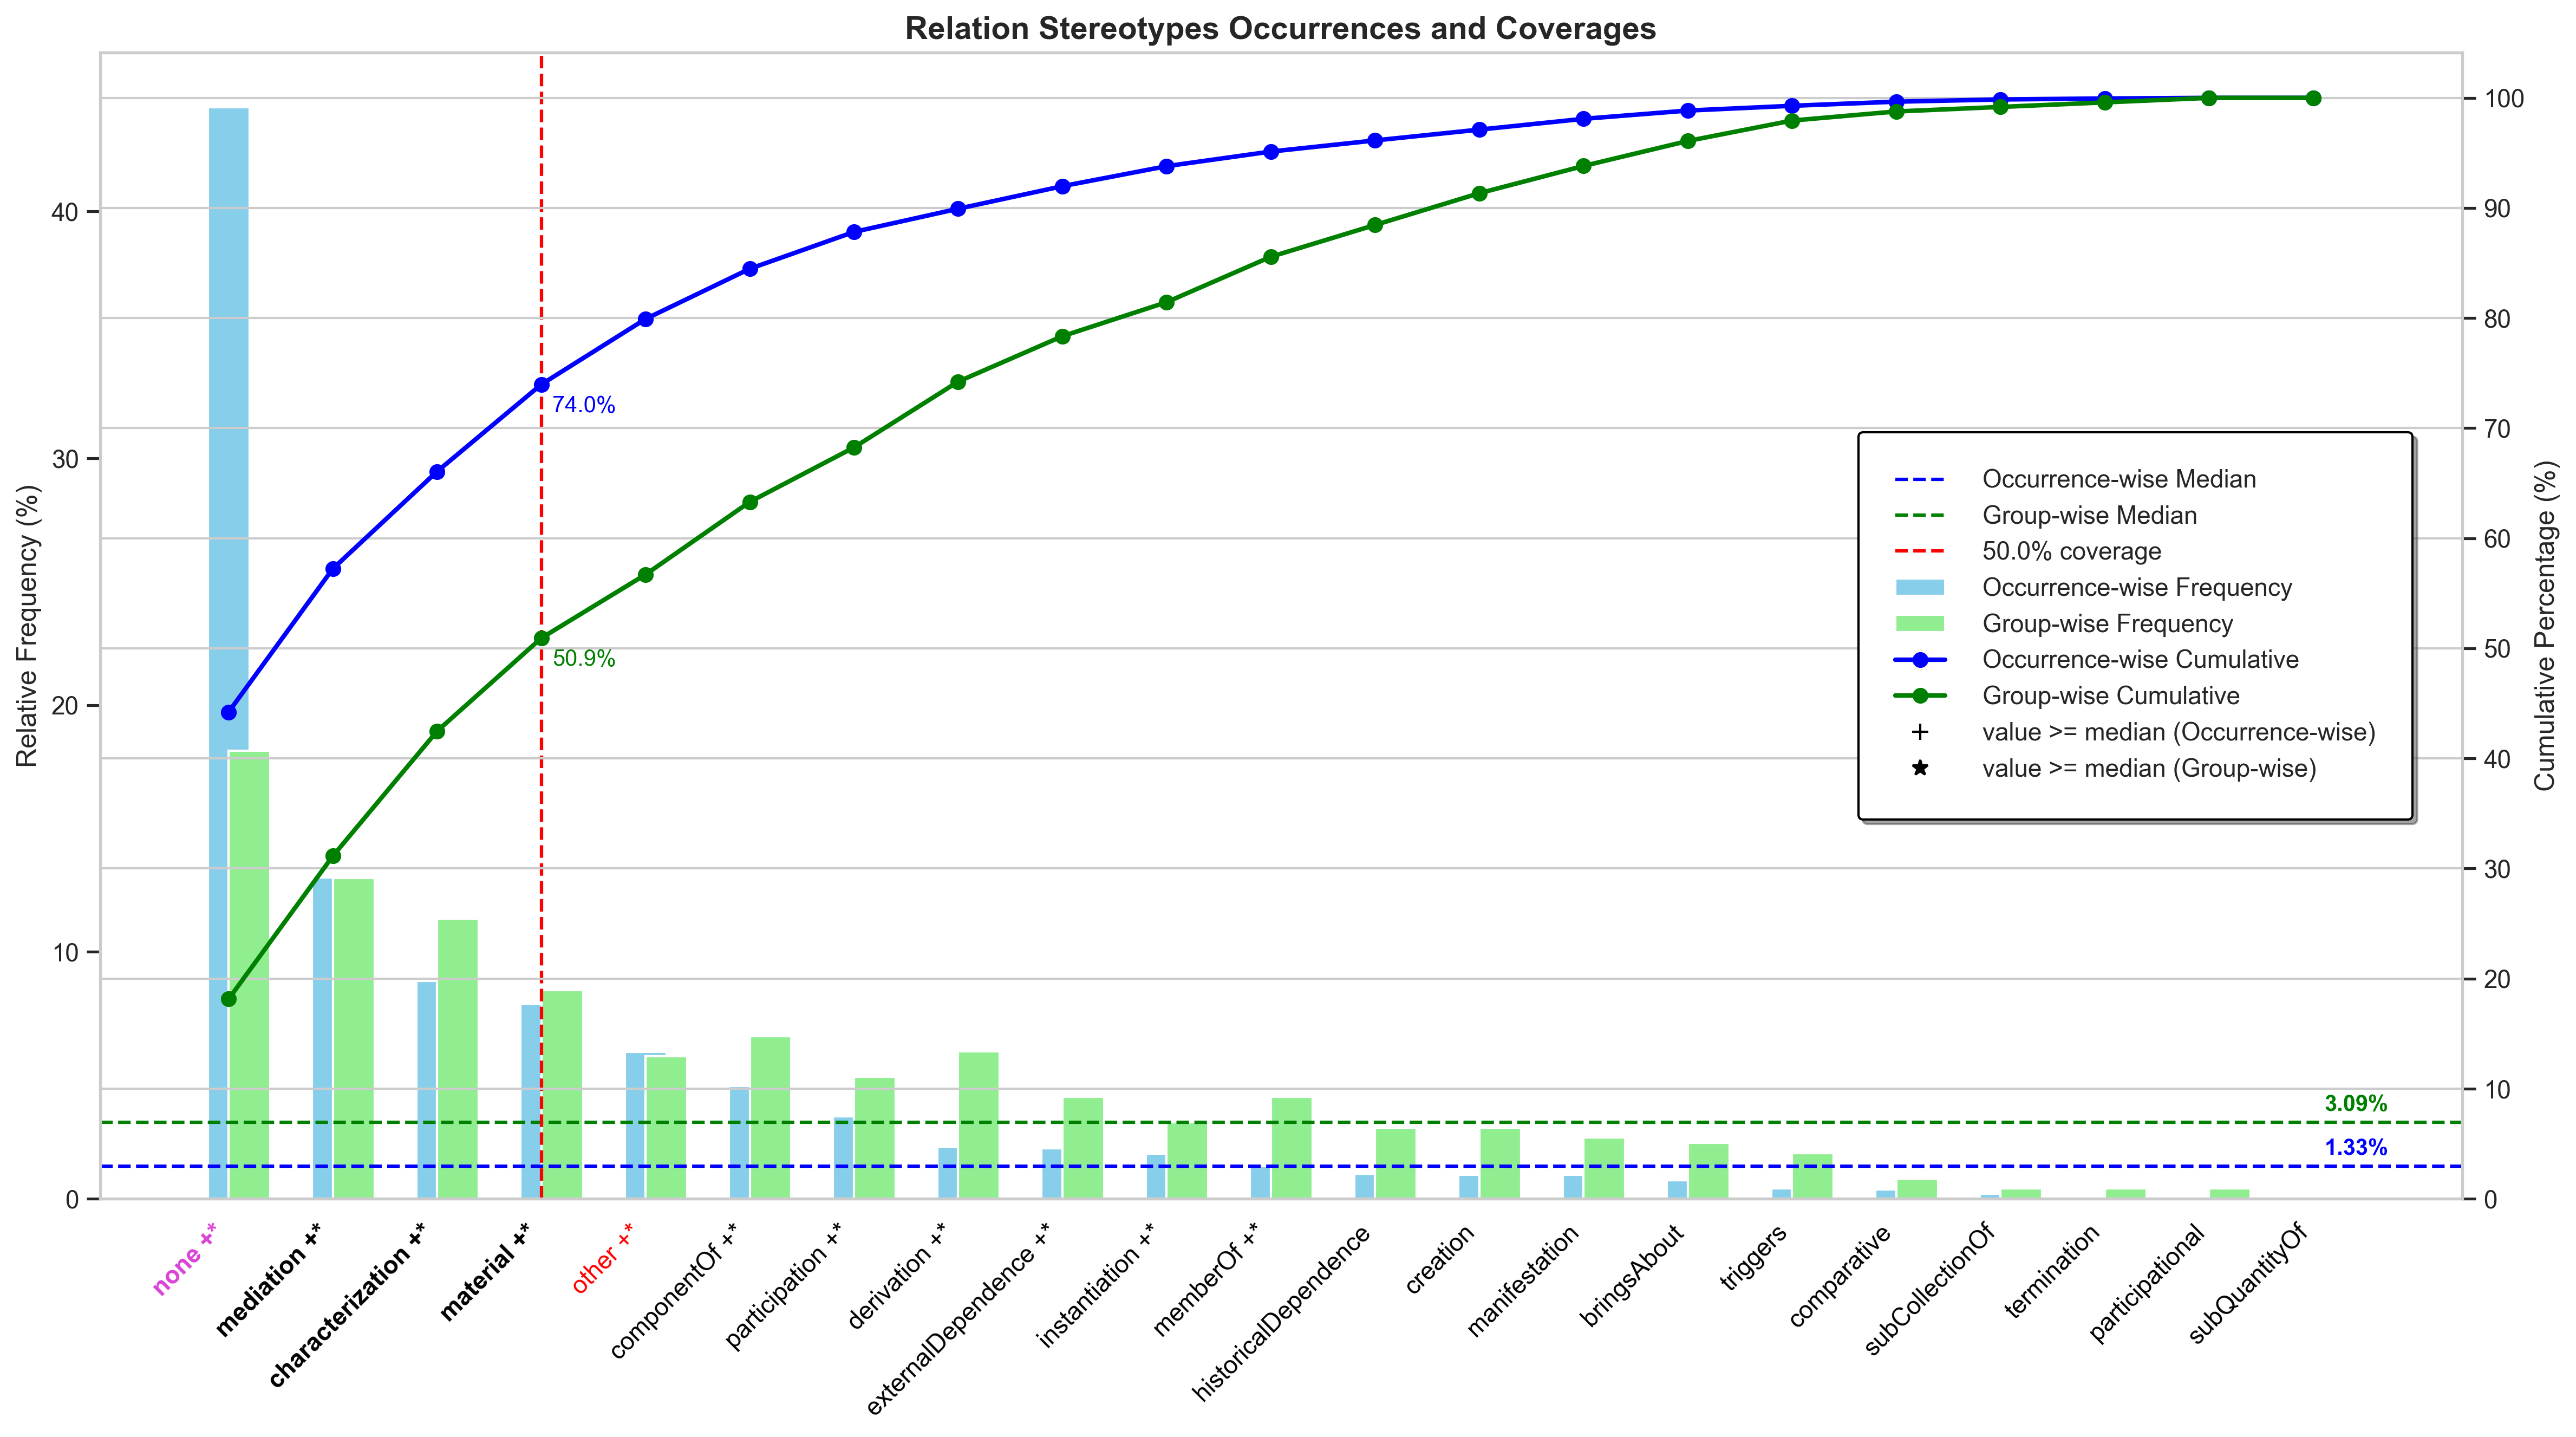 Relation Stereotypes Occurrences and Coverages
Relative Frequency (%)
40
30
20
10
0
100
90
80
70
60
50
40
30
20
10
0
Cumulative Percentage (%)
74.0%
50.9%
Occurrence-wise Median
Group-wise Median
50.0% coverage
Occurrence-wise Frequency
Group-wise Frequency
Occurrence-wise Cumulative
Group-wise Cumulative
value >= median (Occurrence-wise)
value >= median (Group-wise)
3.09%
1.33%
none +*
mediation +*
characterization +*
material +*
other +*
componentOf +*
participation +*
derivation +*
externalDependence +*
instantiation +*
memberOf +*
historicalDependence
creation
manifestation
bringsAbout
triggers
comparative
subCollectionOf
termination
participational
subQuantityOf